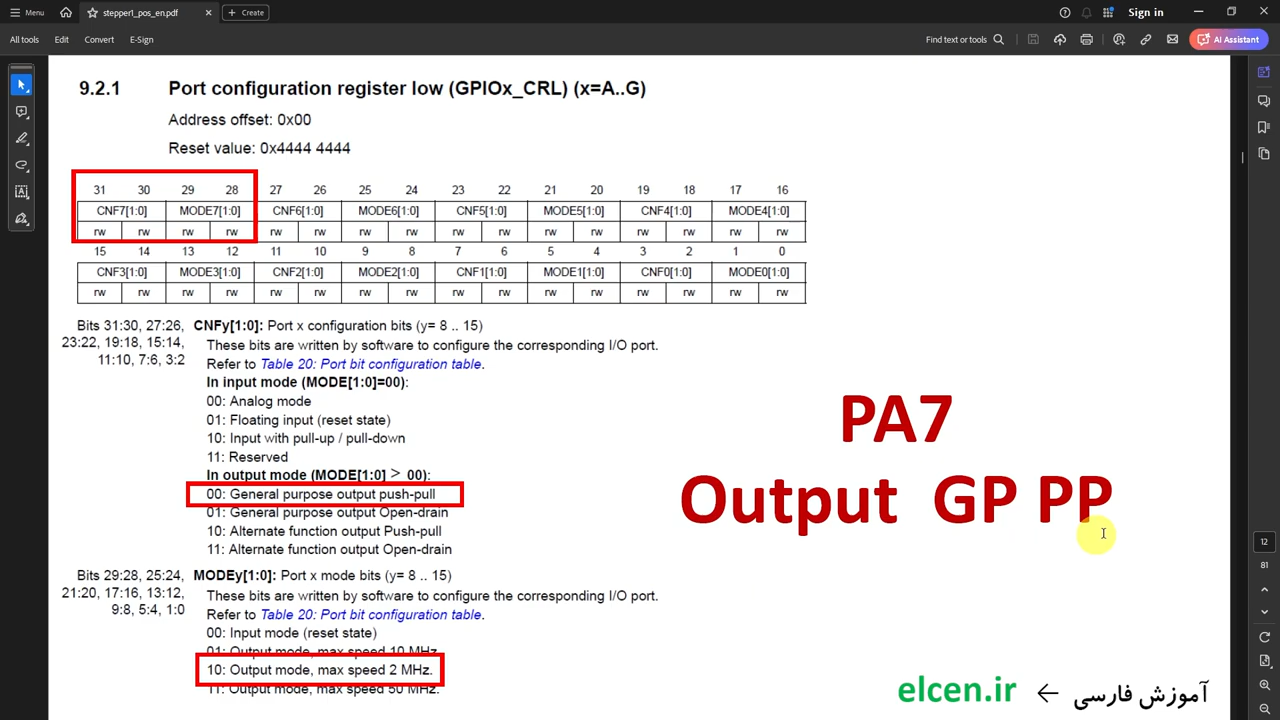 Menu
stepper1_pos_en.pdf
Create
Sign in
All tools
Edit
Convert
E-Sign
Find text or tools
AI Assistant
9.2.1 Port configuration register low (GPIOx_CRL) (x=A..G)
Address offset: 0x00
Reset value: 0x4444 4444
31 30 29 28 27 26 25 24 23 22 21 20 19 18 17 16
CNF7[1:0] MODE7[1:0] CNF6[1:0] MODE6[1:0] CNF5[1:0] MODE5[1:0] CNF4[1:0] MODE4[1:0]
rw rw rw rw rw rw rw rw rw rw rw rw rw rw rw rw
15 14 13 12 11 10 9 8 7 6 5 4 3 2 1 0
CNF3[1:0] MODE3[1:0] CNF2[1:0] MODE2[1:0] CNF1[1:0] MODE1[1:0] CNF0[1:0] MODE0[1:0]
rw rw rw rw rw rw rw rw rw rw rw rw rw rw rw rw
Bits 31:30, 27:26, CNFy[1:0]: Port x configuration bits (y= 8 .. 15)
23:22, 19:18, 15:14, These bits are written by software to configure the corresponding I/O port.
11:10, 7:6, 3:2 Refer to Table 20: Port bit configuration table.
In input mode (MODE[1:0]=00):
00: Analog mode
01: Floating input (reset state)
10: Input with pull-up / pull-down
11: Reserved
In output mode (MODE[1:0] > 00):
00: General purpose output push-pull
01: General purpose output Open-drain
10: Alternate function output Push-pull
11: Alternate function output Open-drain
Bits 29:28, 25:24, MODEy[1:0]: Port x mode bits (y= 8 .. 15)
21:20, 17:16, 13:12, These bits are written by software to configure the corresponding I/O port.
9:8, 5:4, 1:0 Refer to Table 20: Port bit configuration table.
00: Input mode (reset state)
01: Output mode, max speed 10 MHz.
10: Output mode, max speed 2 MHz.
11: Output mode, max speed 50 MHz.
PA7
Output GP PP
12
81
elcen.ir ← آموزش فارسی